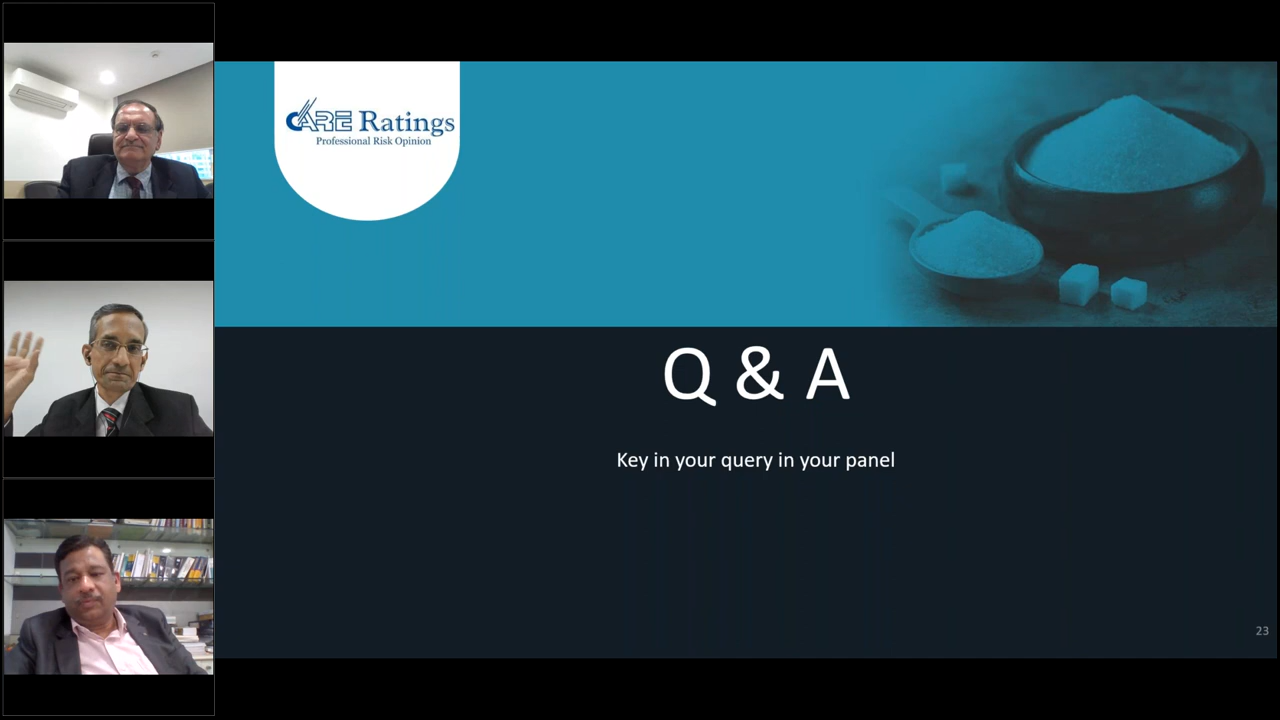 CARE Ratings
Professional Risk Opinion
Q & A
Key in your query in your panel
23